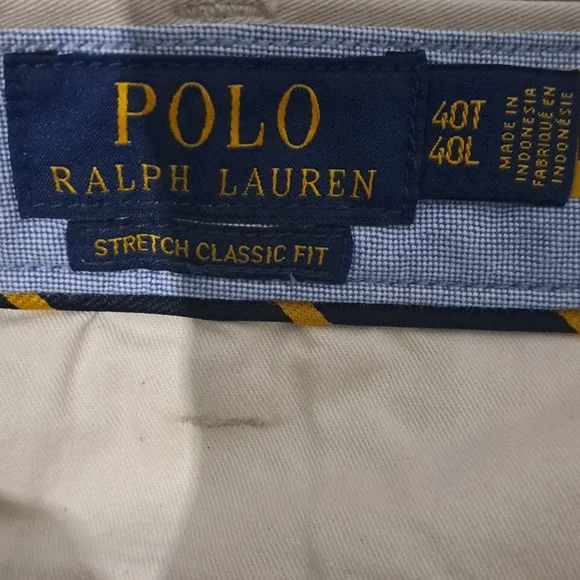 POLO
RALPH LAUREN
STRETCH CLASSIC FIT
40T
40L
MADE IN
INDONESIA
FABRIQUÉ EN
INDONÉSIE